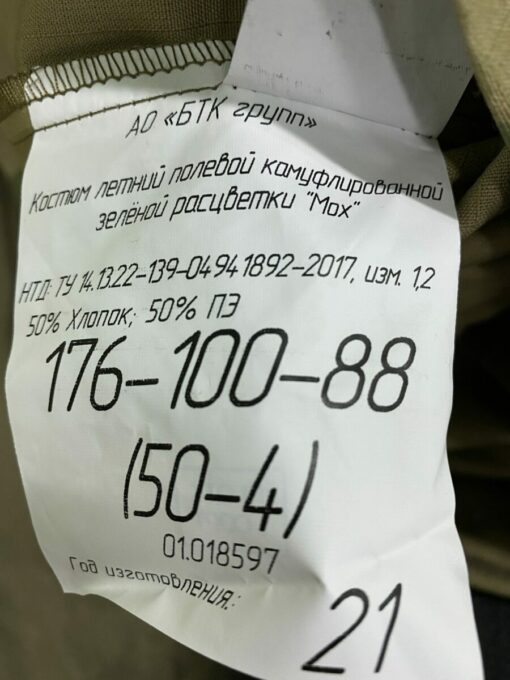 АО «БТК групп»
Костюм летний полевой камуфлированной
зелёной расцветки "Мох"
НТД: ТУ 14.13.22-139-04941892-2017, изм. 1,2
50% Хлопок; 50% ПЭ
176-100-88
(50-4)
01.018597
Год изготовления:
21